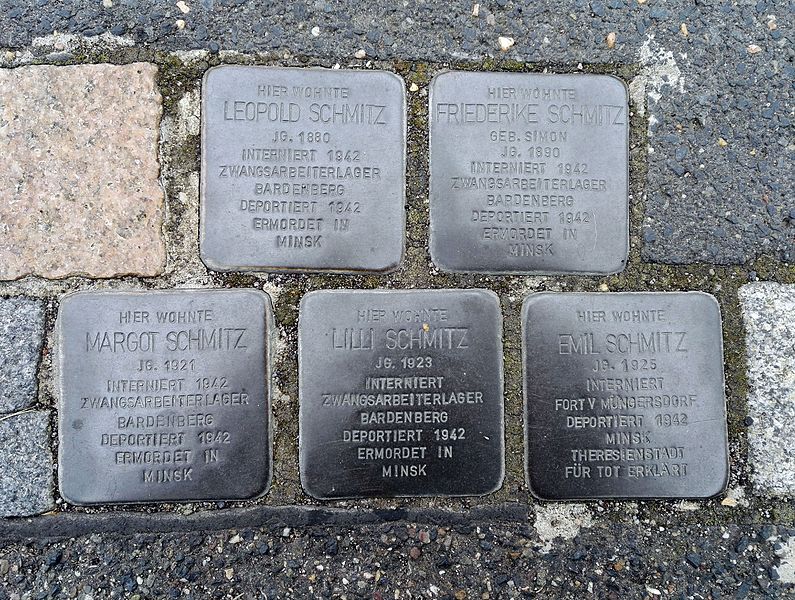 HIER WOHNTE
LEOPOLD SCHMITZ
JG. 1880
INTERNIERT 1942
ZWANGSARBEITERLAGER
BARDENBERG
DEPORTIERT 1942
ERMORDET IN
MINSK
HIER WOHNTE
FRIEDERIKE SCHMITZ
GEB. SIMON
JG. 1890
INTERNIERT 1942
ZWANGSARBEITERLAGER
BARDENBERG
DEPORTIERT 1942
ERMORDET IN
MINSK
HIER WOHNTE
MARGOT SCHMITZ
JG. 1921
INTERNIERT 1942
ZWANGSARBEITERLAGER
BARDENBERG
DEPORTIERT 1942
ERMORDET IN
MINSK
HIER WOHNTE
LILLI SCHMITZ
JG. 1923
INTERNIERT
ZWANGSARBEITERLAGER
BARDENBERG
DEPORTIERT 1942
ERMORDET IN
MINSK
HIER WOHNTE
EMIL SCHMITZ
JG. 1925
INTERNIERT
FORT V MÜNGERSDORF
DEPORTIERT 1942
MINSK
THERESIENSTADT
FÜR TOT ERKLÄRT